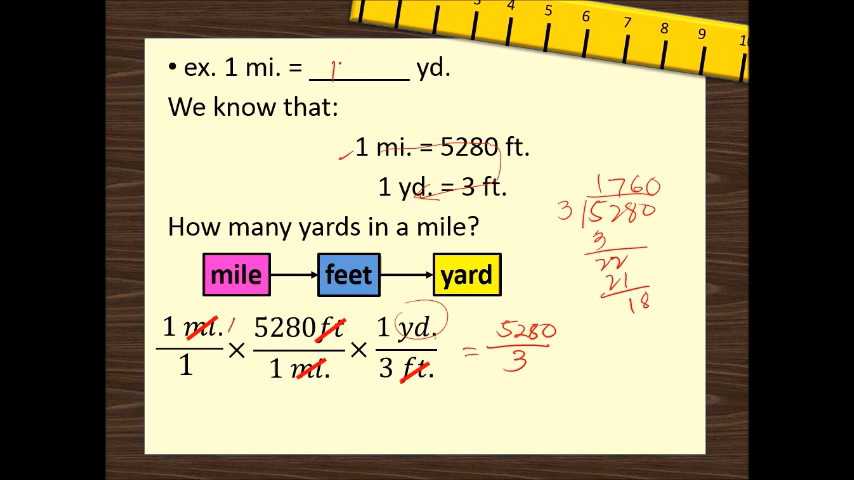 3 4 5 6 7 8 9 10
• ex. 1 mi. = ________ yd.
We know that:
1 mi. = 5280 ft.
1 yd. = 3 ft.
How many yards in a mile?
mile feet yard
1 mi./1 × 5280 ft/1 mi. × 1 yd./3 ft. = 5280/3
1760
3 5280
3
22
21
18